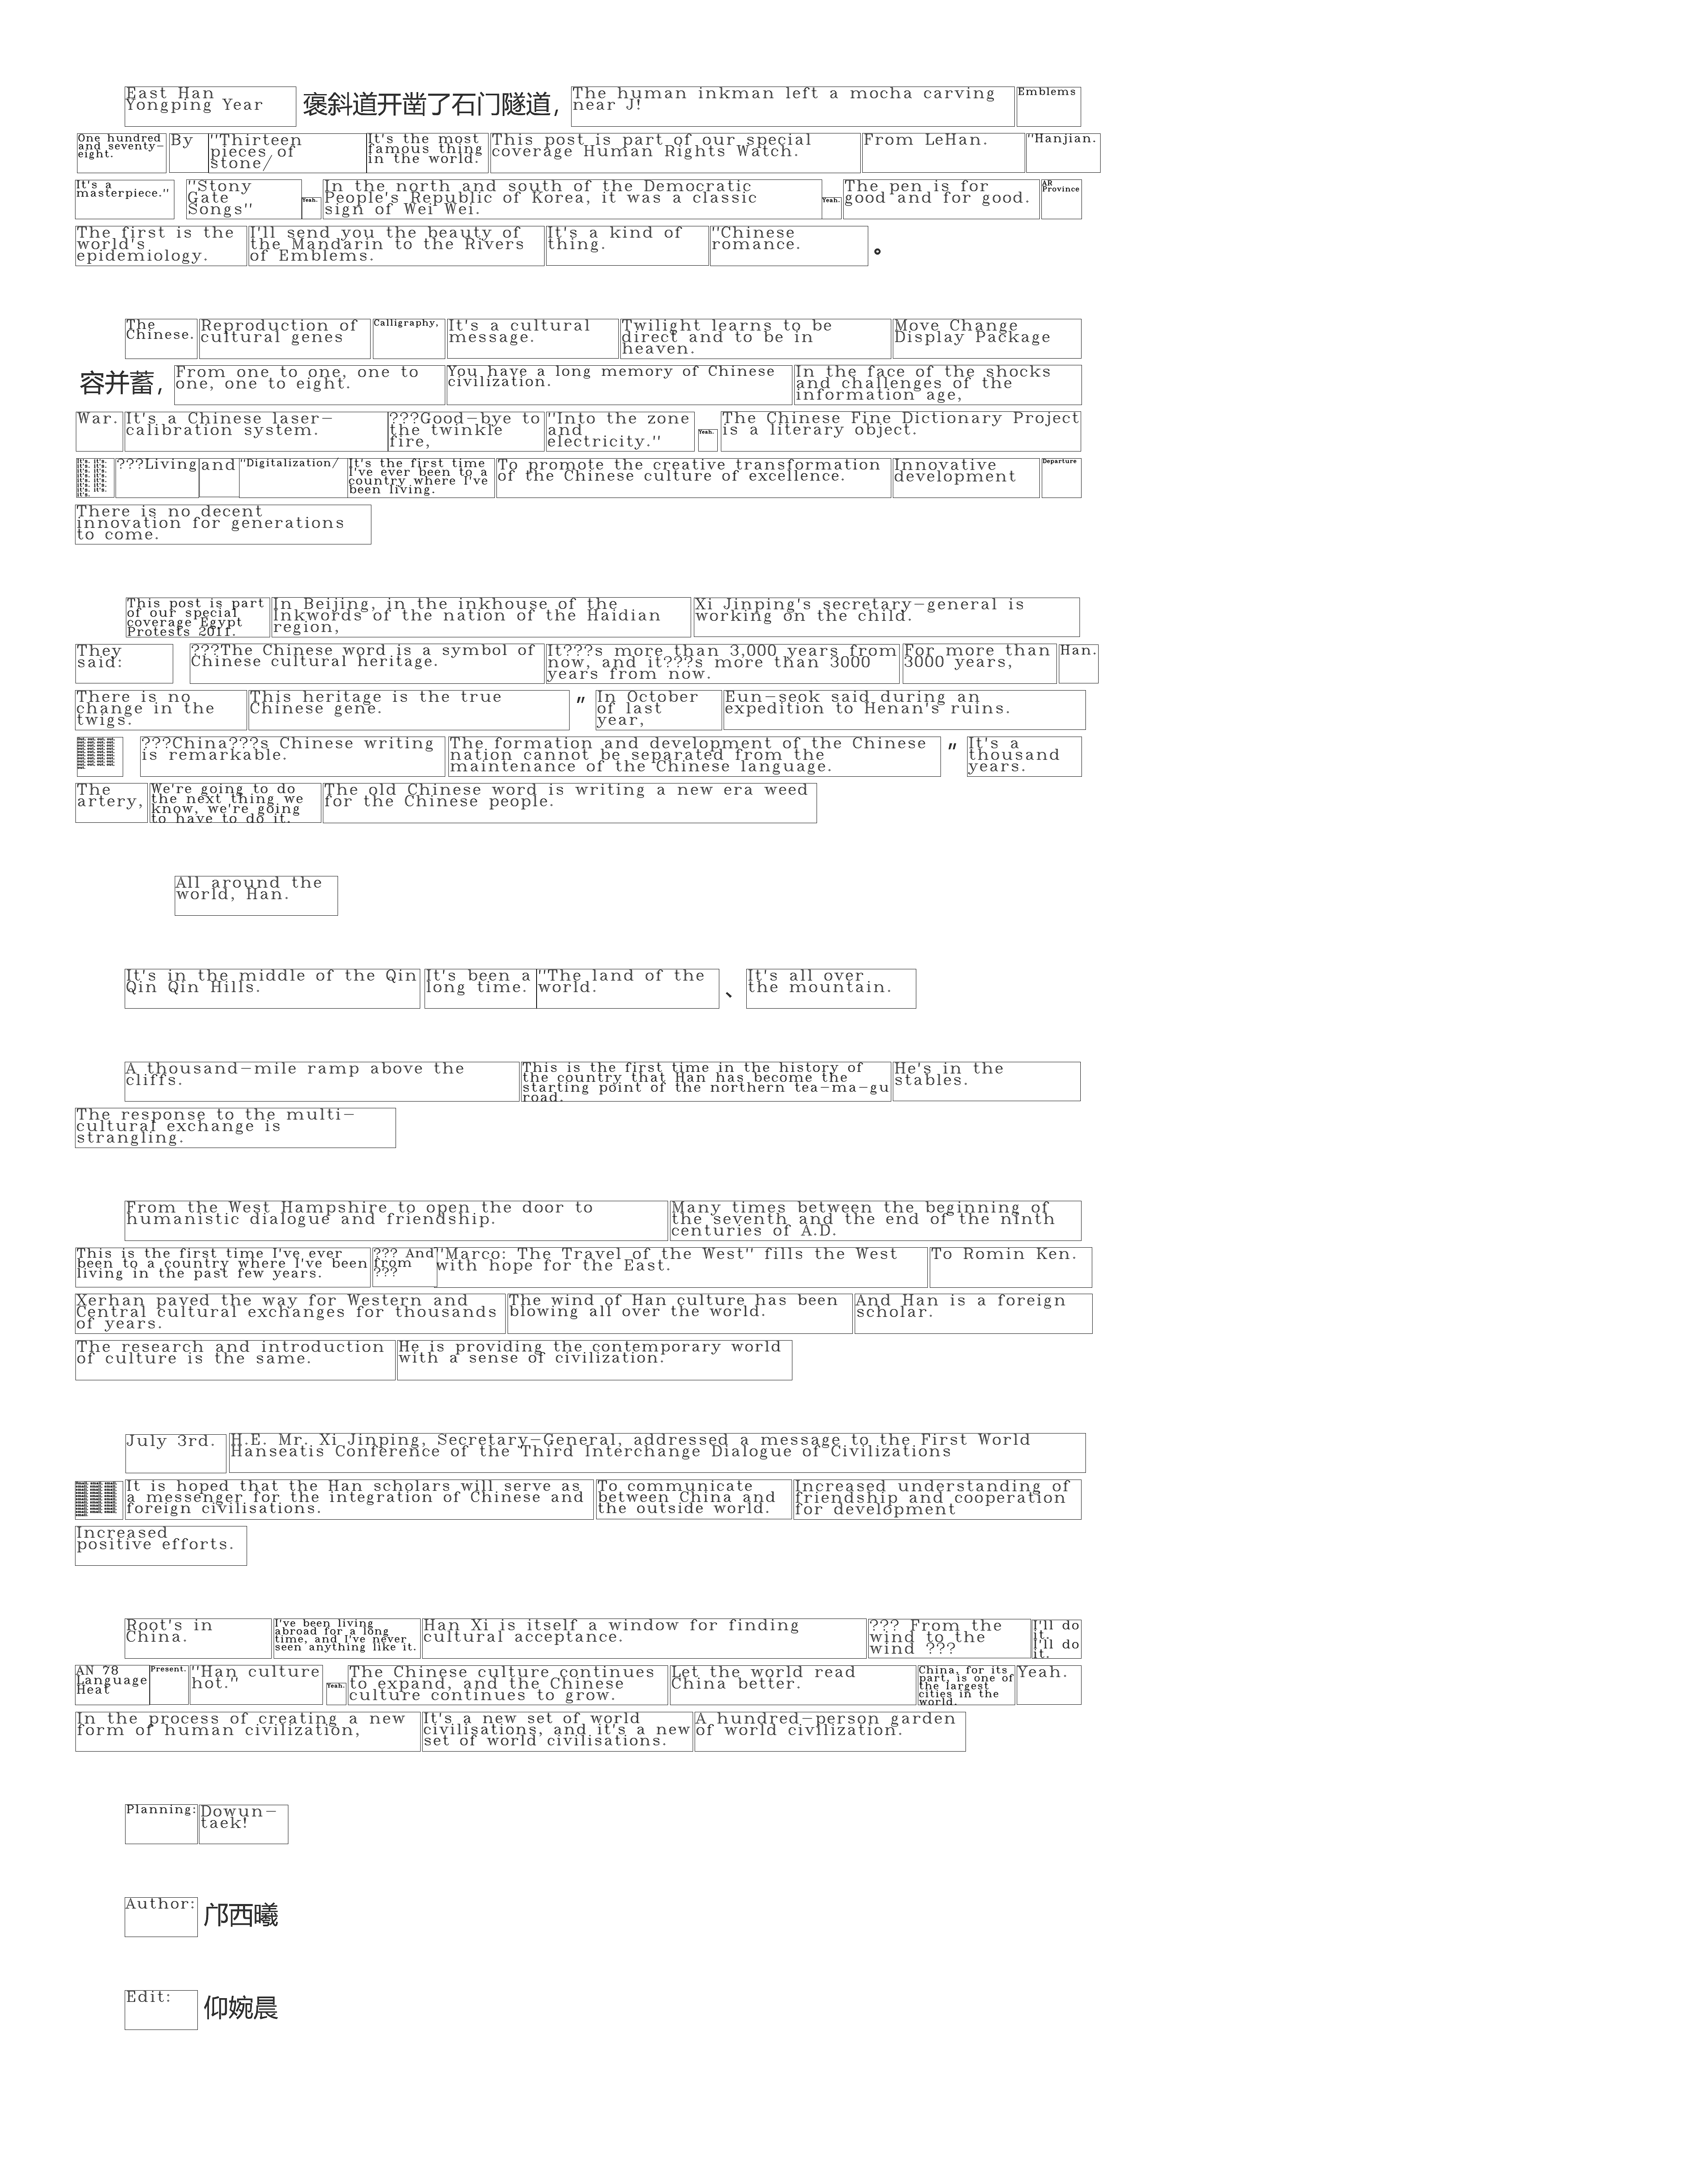 East Han Yongping Year 褒斜道开凿了石门隧道, The human inkman left a mocha carving near J! Emblems
One hundred and seventy-eight. By "Thirteen pieces of stone/ It's the most famous thing in the world. This post is part of our special coverage Human Rights Watch. From LeHan. "Hanjian.
It's a masterpiece." "Stony Gate Songs" Yeah. In the north and south of the Democratic People's Republic of Korea, it was a classic sign of Wei Wei. Yeah. The pen is for good and for good. AR Province
The first is the world's epidemiology. I'll send you the beauty of the Mandarin to the Rivers of Emblems. It's a kind of thing. "Chinese romance. 。
The Chinese. Reproduction of cultural genes Calligraphy, It's a cultural message. Twilight learns to be direct and to be in heaven. Move Change Display Package
容并蓄, From one to one, one to one, one to eight. You have a long memory of Chinese civilization. In the face of the shocks and challenges of the information age,
War. It's a Chinese laser-calibration system. ???Good-bye to the twinkle fire, "Into the zone and electricity." Yeah. The Chinese Fine Dictionary Project is a literary object.
???Living and "Digitalization/ It's the first time I've ever been to a country where I've been living. To promote the creative transformation of the Chinese culture of excellence. Innovative development Departure
There is no decent innovation for generations to come.
This post is part of our special coverage Egypt Protests 2011. In Beijing, in the inkhouse of the Inkwords of the nation of the Haidian region, Xi Jinping's secretary-general is working on the child.
They said: ???The Chinese word is a symbol of Chinese cultural heritage. It???s more than 3,000 years from now, and it???s more than 3000 years from now. For more than 3000 years, Han.
There is no change in the twigs. This heritage is the true Chinese gene. " In October of last year, Eun-seok said during an expedition to Henan's ruins.
???China???s Chinese writing is remarkable. The formation and development of the Chinese nation cannot be separated from the maintenance of the Chinese language. " It's a thousand years.
The artery, We're going to do the next thing we know, we're going to have to do it. The old Chinese word is writing a new era weed for the Chinese people.
All around the world, Han.
It's in the middle of the Qin Qin Qin Hills. It's been a long time. "The land of the world. 、 It's all over the mountain.
A thousand-mile ramp above the cliffs. This is the first time in the history of the country that Han has become the starting point of the northern tea-ma-gu road. He's in the stables.
The response to the multi-cultural exchange is strangling.
From the West Hampshire to open the door to humanistic dialogue and friendship. Many times between the beginning of the seventh and the end of the ninth centuries of A.D.
This is the first time I've ever been to a country where I've been living in the past few years. ??? And from ??? "Marco: The Travel of the West" fills the West with hope for the East. To Romin Ken.
Xerhan paved the way for Western and Central cultural exchanges for thousands of years. The wind of Han culture has been blowing all over the world. And Han is a foreign scholar.
The research and introduction of culture is the same. He is providing the contemporary world with a sense of civilization.
July 3rd. H.E. Mr. Xi Jinping, Secretary-General, addressed a message to the First World Hanseatis Conference of the Third Interchange Dialogue of Civilizations
It is hoped that the Han scholars will serve as a messenger for the integration of Chinese and foreign civilisations. To communicate between China and the outside world. Increased understanding of friendship and cooperation for development
Increased positive efforts.
Root's in China. I've been living abroad for a long time, and I've never seen anything like it. Han Xi is itself a window for finding cultural acceptance. ??? From the wind to the wind ??? I'll do it. I'll do it.
AN 78 Language Heat Present. "Han culture hot." Yeah. The Chinese culture continues to expand, and the Chinese culture continues to grow. Let the world read China better. China, for its part, is one of the largest cities in the world. Yeah.
In the process of creating a new form of human civilization, It's a new set of world civilisations, and it's a new set of world civilisations. A hundred-person garden of world civilization.
Planning: Dowun-taek!
Author: 邝西曦
Edit: 仰婉晨